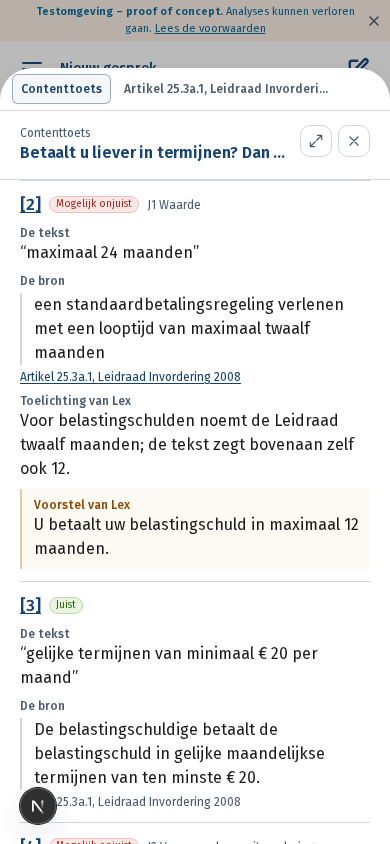 Testomgeving – proof of concept. Analyses kunnen verloren
gaan. Lees de voorwaarden
Nieuw gesprek
Contenttoets
Artikel 25.3a.1, Leidraad Invorderi...
Contenttoets
Betaalt u liever in termijnen? Dan ...
[2] Mogelijk onjuist J1 Waarde
De tekst
“maximaal 24 maanden”
De bron
een standaardbetalingsregeling verlenen
met een looptijd van maximaal twaalf
maanden
Artikel 25.3a.1, Leidraad Invordering 2008
Toelichting van Lex
Voor belastingschulden noemt de Leidraad
twaalf maanden; de tekst zegt bovenaan zelf
ook 12.
Voorstel van Lex
U betaalt uw belastingschuld in maximaal 12
maanden.
[3] Juist
De tekst
“gelijke termijnen van minimaal € 20 per
maand”
De bron
De belastingschuldige betaalt de
belastingschuld in gelijke maandelijkse
termijnen van ten minste € 20.
25.3a.1, Leidraad Invordering 2008
N
[4] Mogelijk onjuist